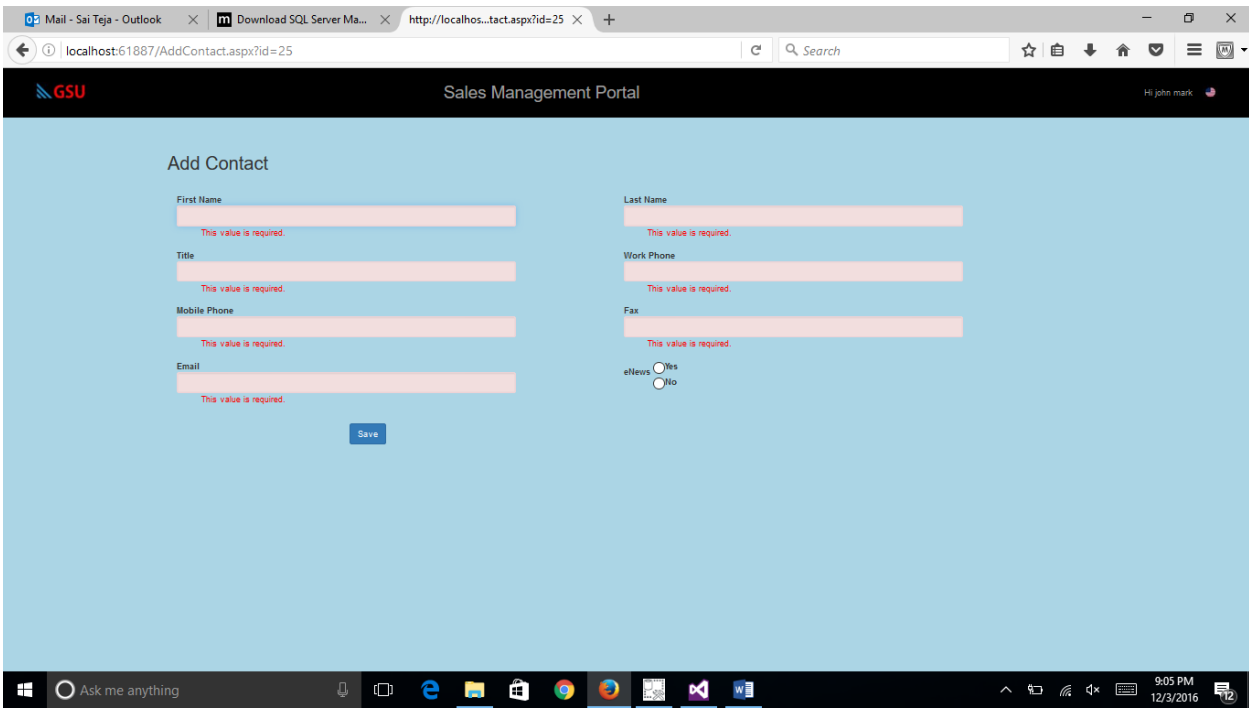 Mail - Sai Teja - Outlook
m Download SQL Server Ma...
http://localhos...tact.aspx?id=25
localhost:61887/AddContact.aspx?id=25
Search
GSU
Sales Management Portal
Hi john mark
Add Contact
First Name
Last Name
This value is required.
This value is required.
Title
Work Phone
This value is required.
This value is required.
Mobile Phone
Fax
This value is required.
This value is required.
Email
eNews Yes
No
This value is required.
Save
Ask me anything
9:05 PM
12/3/2016
12